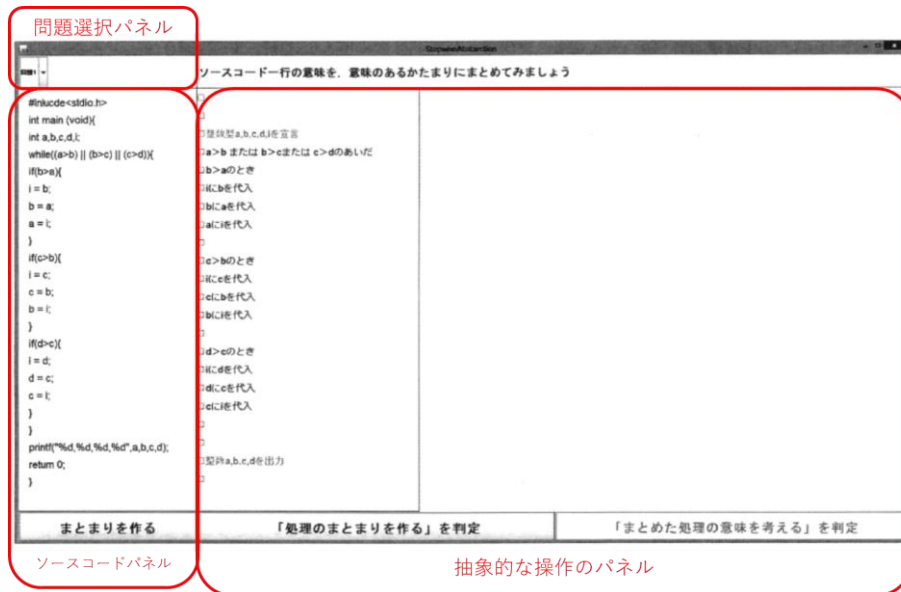 問題選択パネル
StepwiseAbstraction
問題1
ソースコード一行の意味を，意味のあるかたまりにまとめてみましょう
#inlucde<stdio.h>
int main (void){
int a,b,c,d,i;
while((a>b) || (b>c) || (c>d)){
if(b>a){
i = b;
b = a;
a = i;
}
if(c>b){
i = c;
c = b;
b = i;
}
if(d>c){
i = d;
d = c;
c = i;
}
}
printf("%d,%d,%d,%d",a,b,c,d);
return 0;
}
整数型a,b,c,d,iを宣言
a>b または b>cまたは c>dのあいだ
b>aのとき
iにbを代入
bにaを代入
aにiを代入
c>bのとき
iにcを代入
cにbを代入
bにiを代入
d>cのとき
iにdを代入
dにcを代入
cにiを代入
整数a,b,c,dを出力
まとまりを作る
「処理のまとまりを作る」を判定
「まとめた処理の意味を考える」を判定
ソースコードパネル
抽象的な操作のパネル